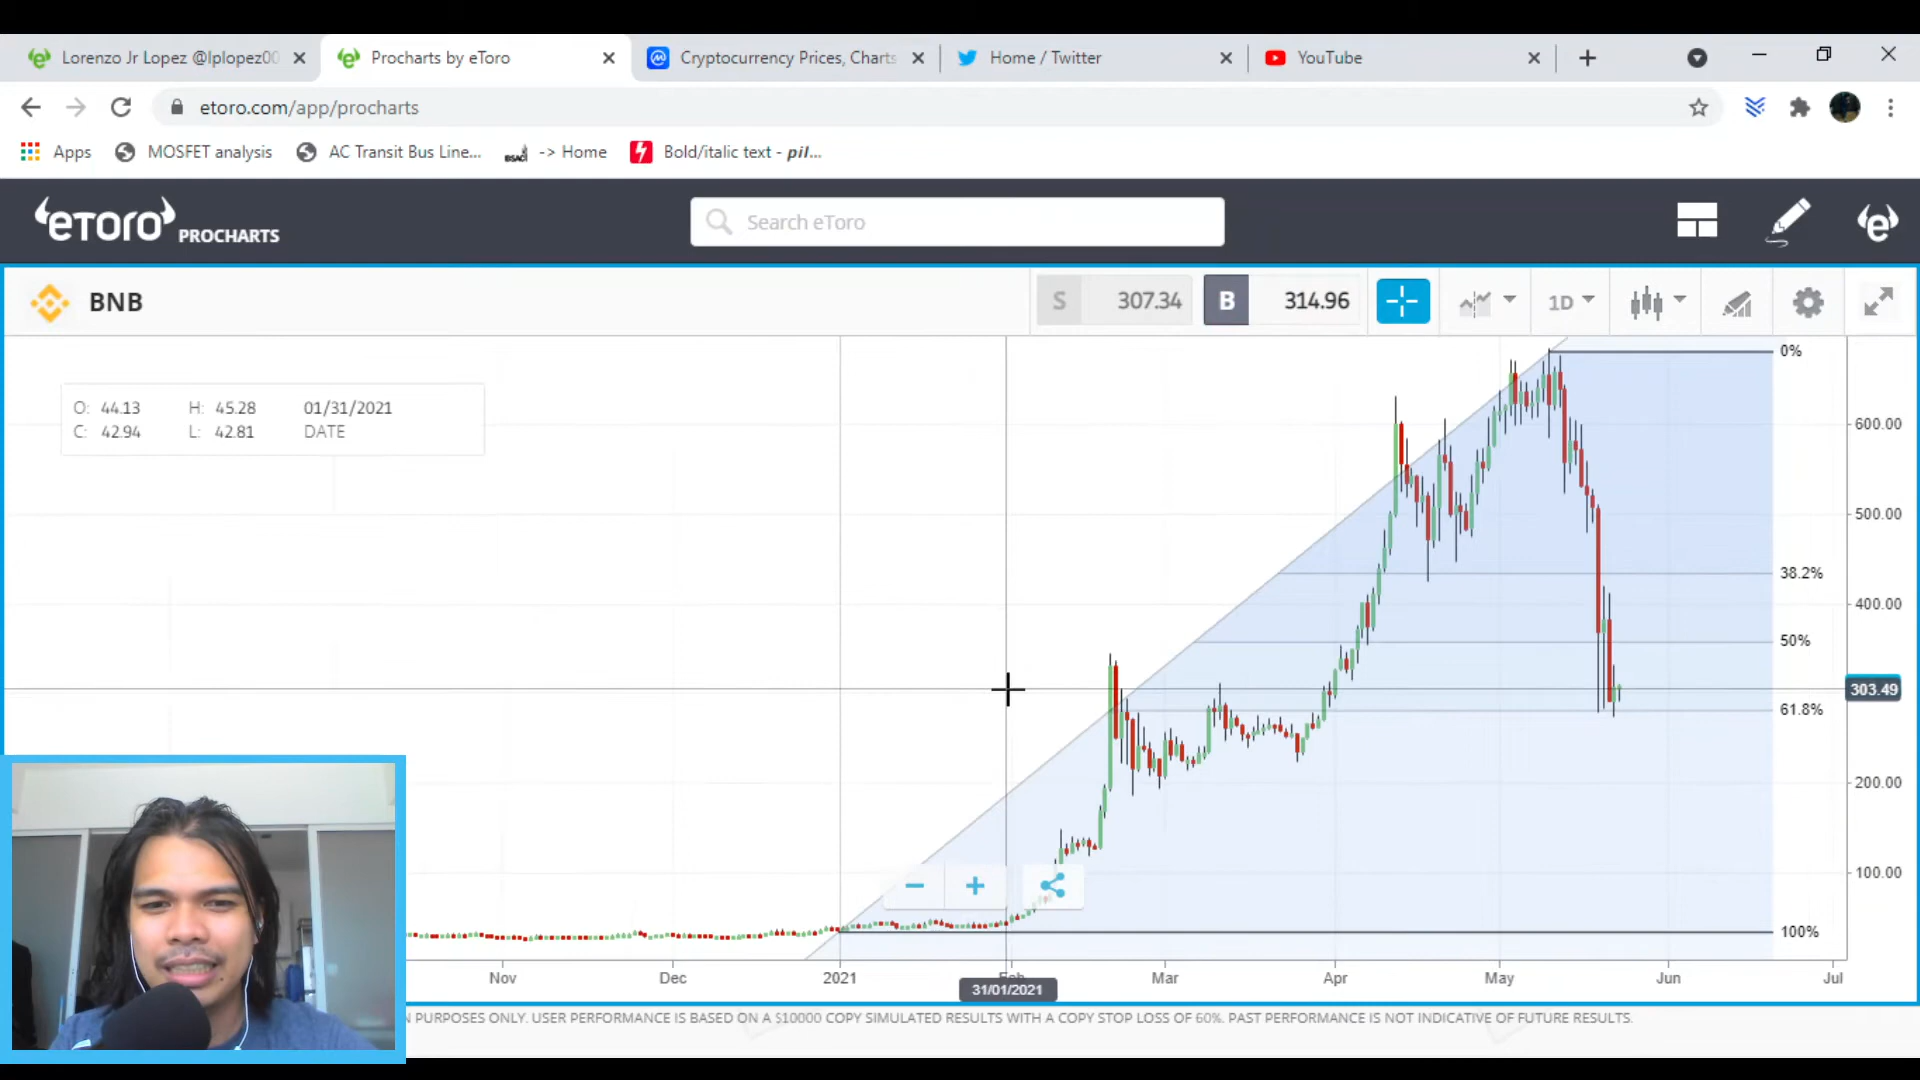 Lorenzo Jr Lopez @lplopez00
Procharts by eToro
Cryptocurrency Prices, Charts
Home / Twitter
YouTube
etoro.com/app/procharts
Apps
MOSFET analysis
AC Transit Bus Line...
-> Home
Bold/italic text - pil...
eToro PROCHARTS
Search eToro
BNB
S 307.34
B 314.96
1D
O: 44.13 H: 45.28 01/31/2021
C: 42.94 L: 42.81 DATE
0%
600.00
500.00
38.2%
400.00
50%
303.49
61.8%
200.00
100.00
100%
Nov Dec 2021 Feb Mar Apr May Jun Jul
31/01/2021
N PURPOSES ONLY. USER PERFORMANCE IS BASED ON A $10000 COPY SIMULATED RESULTS WITH A COPY STOP LOSS OF 60%. PAST PERFORMANCE IS NOT INDICATIVE OF FUTURE RESULTS.